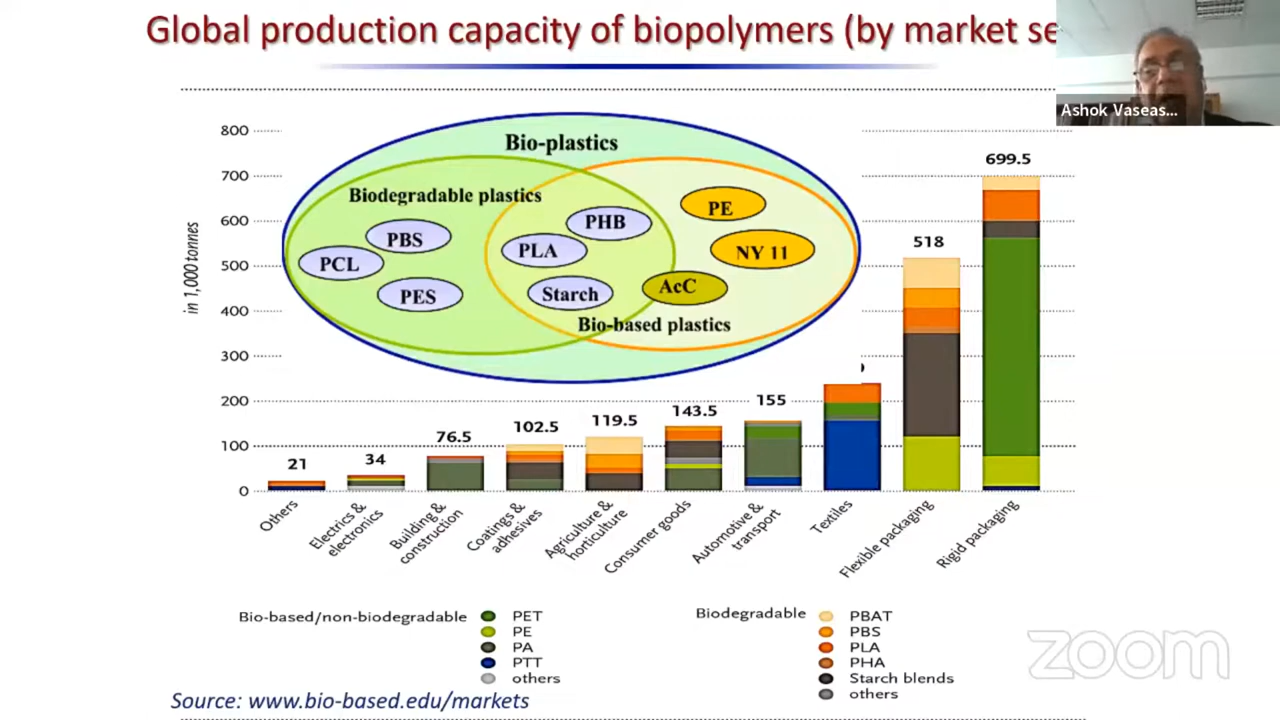 Global production capacity of biopolymers (by market se
Ashok Vaseas...
800
700
600
500
400
300
200
100
0
in 1,000 tonnes
Bio-plastics
Biodegradable plastics
PBS
PCL
PES
PHB
PLA
Starch
PE
NY 11
AcC
Bio-based plastics
21
34
76.5
102.5
119.5
143.5
155
518
699.5
Others
Electrics &
electronics
Building &
construction
Coatings &
adhesives
Agriculture &
horticulture
Consumer goods
Automotive &
transport
Textiles
Flexible packaging
Rigid packaging
Bio-based/non-biodegradable
PET
PE
PA
PTT
others
Biodegradable
PBAT
PBS
PLA
PHA
Starch blends
others
zoom
Source: www.bio-based.edu/markets